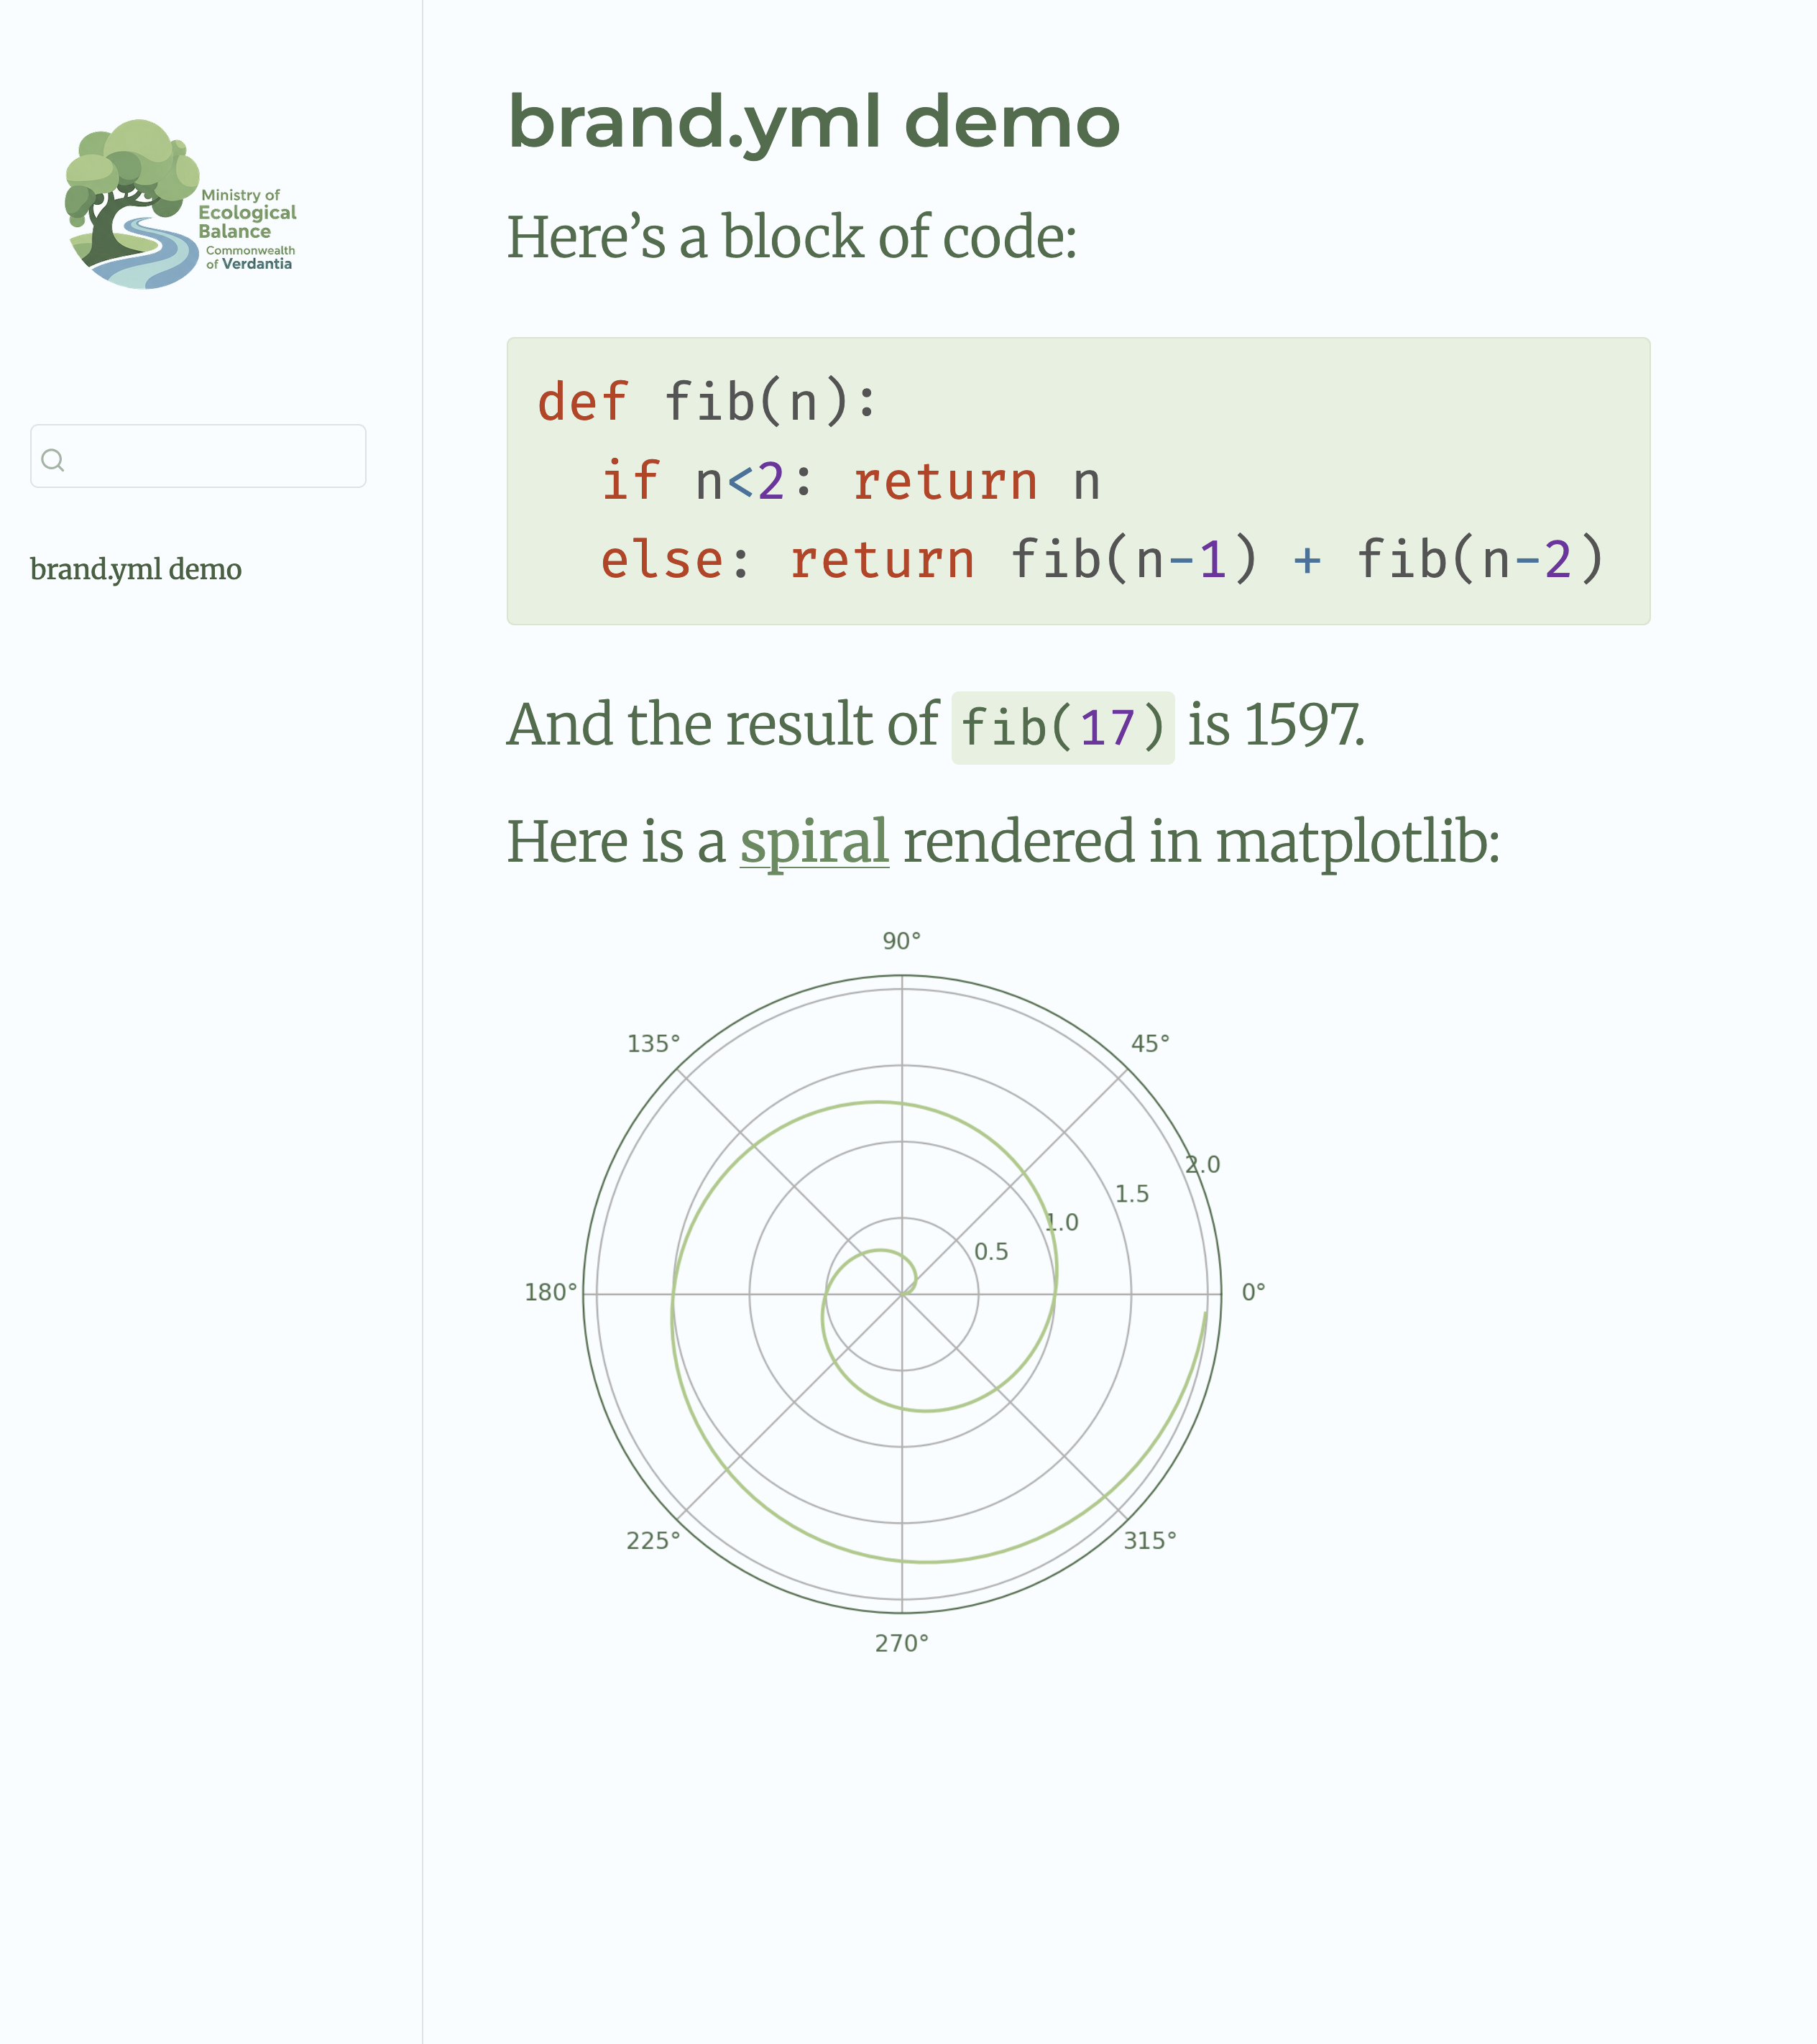 Ministry of
Ecological
Balance
Commonwealth
of Verdantia
brand.yml demo
brand.yml demo
Here’s a block of code:
def fib(n):
  if n<2: return n
  else: return fib(n-1) + fib(n-2)
And the result of fib(17) is 1597.
Here is a spiral rendered in matplotlib:
90°
135°
45°
2.0
1.5
1.0
0.5
180°
0°
225°
315°
270°